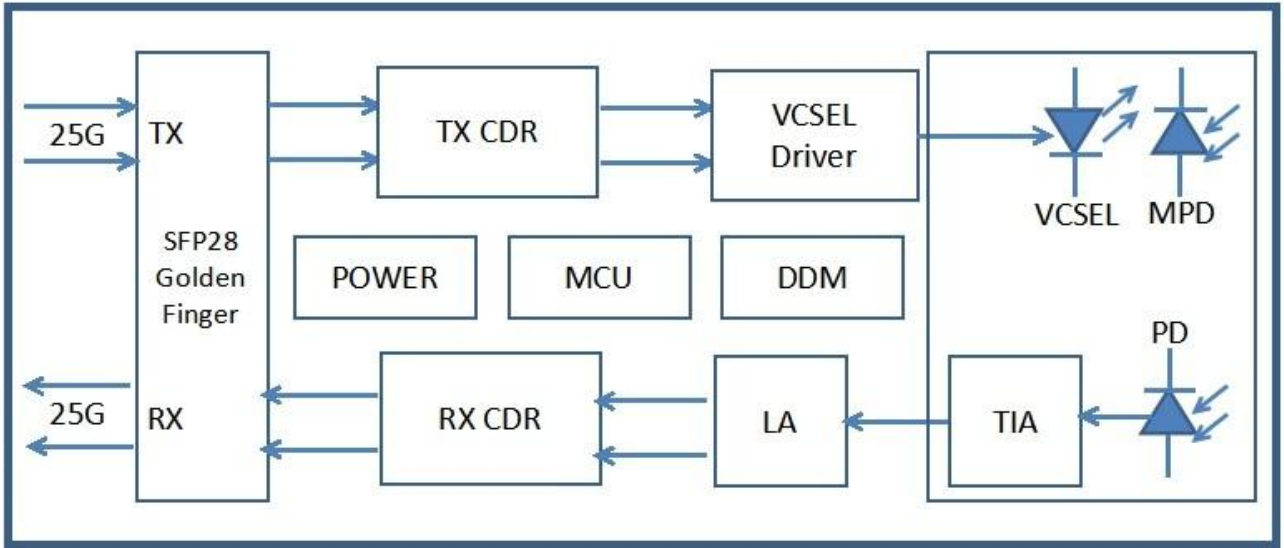 25G
TX
TX CDR
VCSEL
Driver
VCSEL
MPD
SFP28
Golden
Finger
POWER
MCU
DDM
PD
25G
RX
RX CDR
LA
TIA